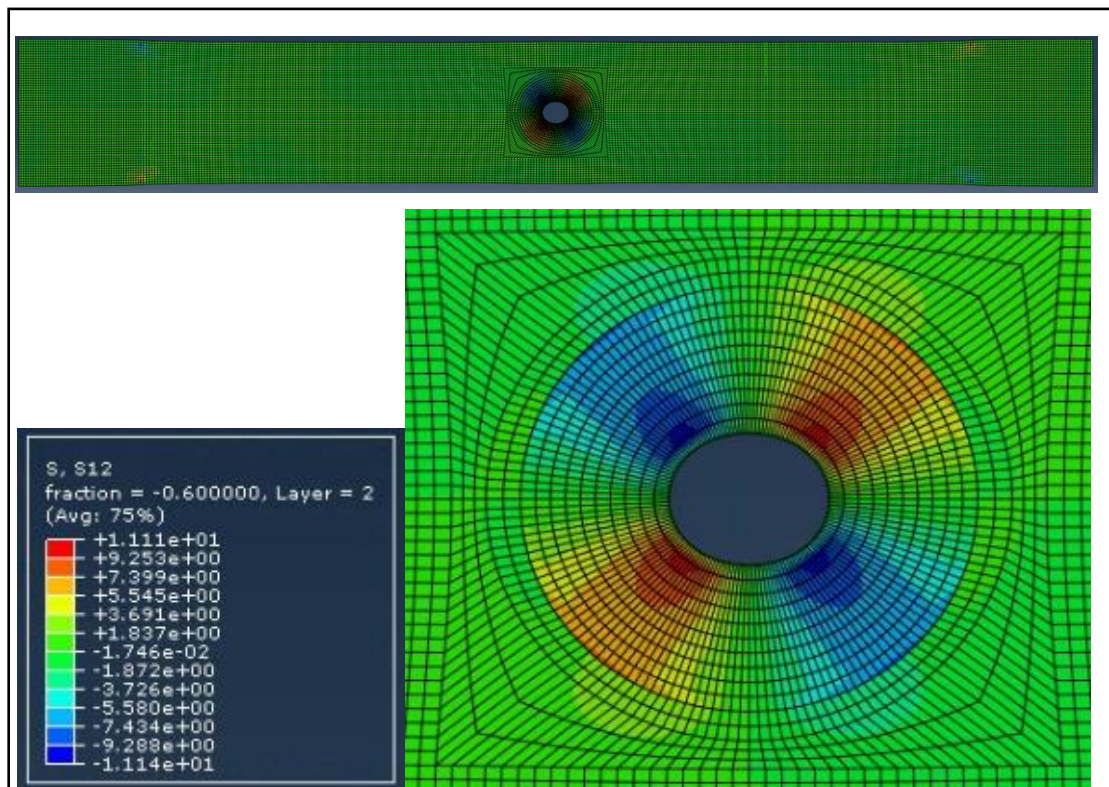 S, S12
fraction = -0.600000, Layer = 2
(Avg: 75%)
+1.111e+01
+9.253e+00
+7.399e+00
+5.545e+00
+3.691e+00
+1.837e+00
-1.746e-02
-1.872e+00
-3.726e+00
-5.580e+00
-7.434e+00
-9.288e+00
-1.114e+01